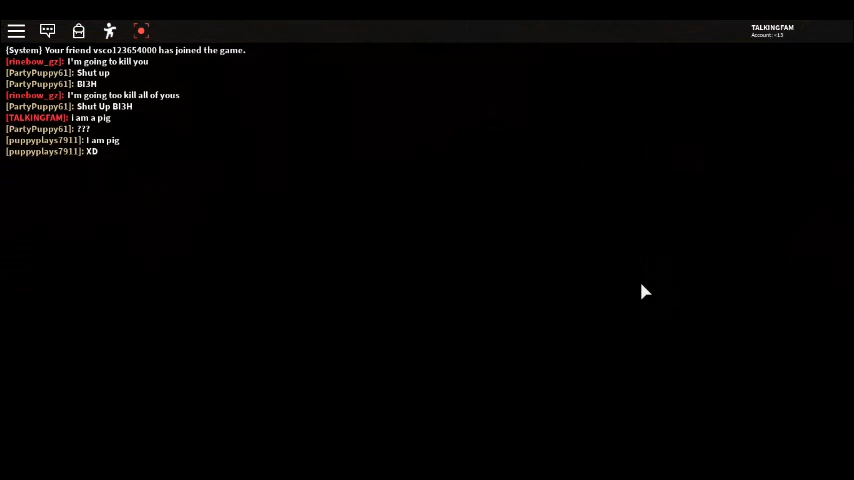 TALKINGFAM
Account: <13
{System} Your friend vsco123654000 has joined the game.
[rinebow_gz]: I'm going to kill you
[PartyPuppy61]: Shut up
[PartyPuppy61]: BI3H
[rinebow_gz]: I'm going too kill all of yous
[PartyPuppy61]: Shut Up BI3H
[TALKINGFAM]: i am a pig
[PartyPuppy61]: ???
[puppyplays7911]: I am pig
[puppyplays7911]: XD